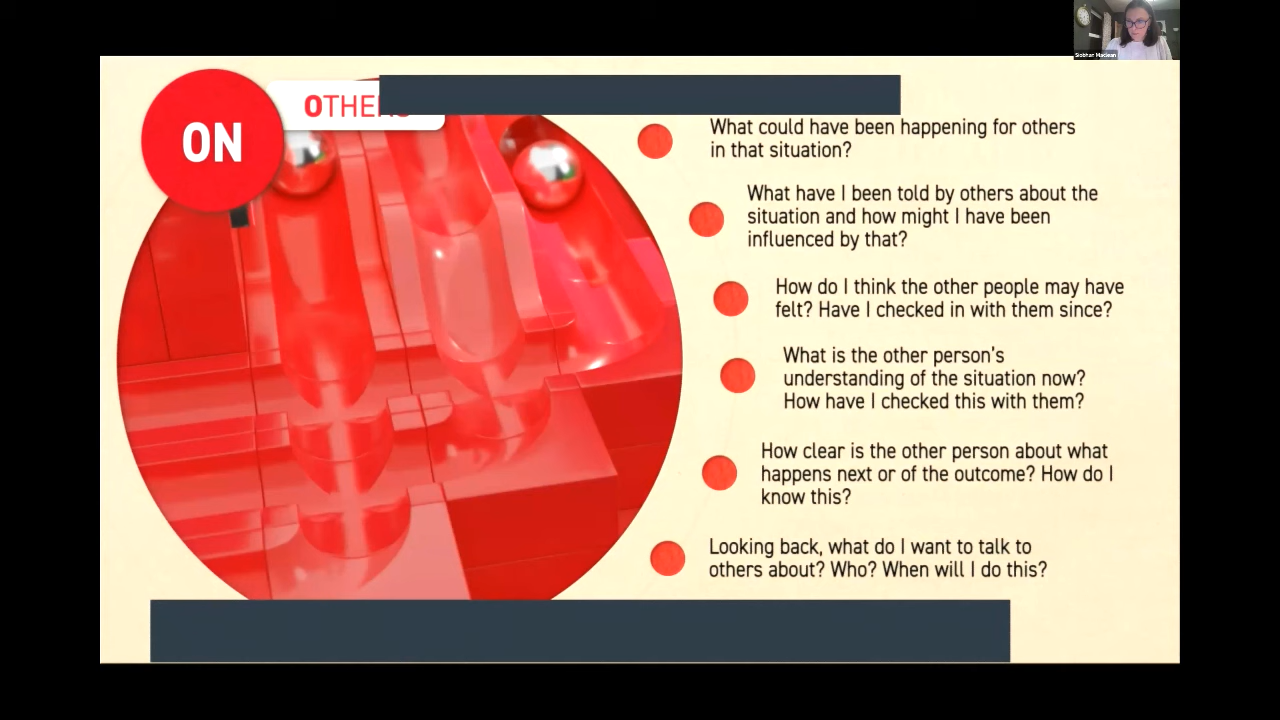 Siobhan Maclean
ON
OTHERS
What could have been happening for others
in that situation?
What have I been told by others about the
situation and how might I have been
influenced by that?
How do I think the other people may have
felt? Have I checked in with them since?
What is the other person's
understanding of the situation now?
How have I checked this with them?
How clear is the other person about what
happens next or of the outcome? How do I
know this?
Looking back, what do I want to talk to
others about? Who? When will I do this?